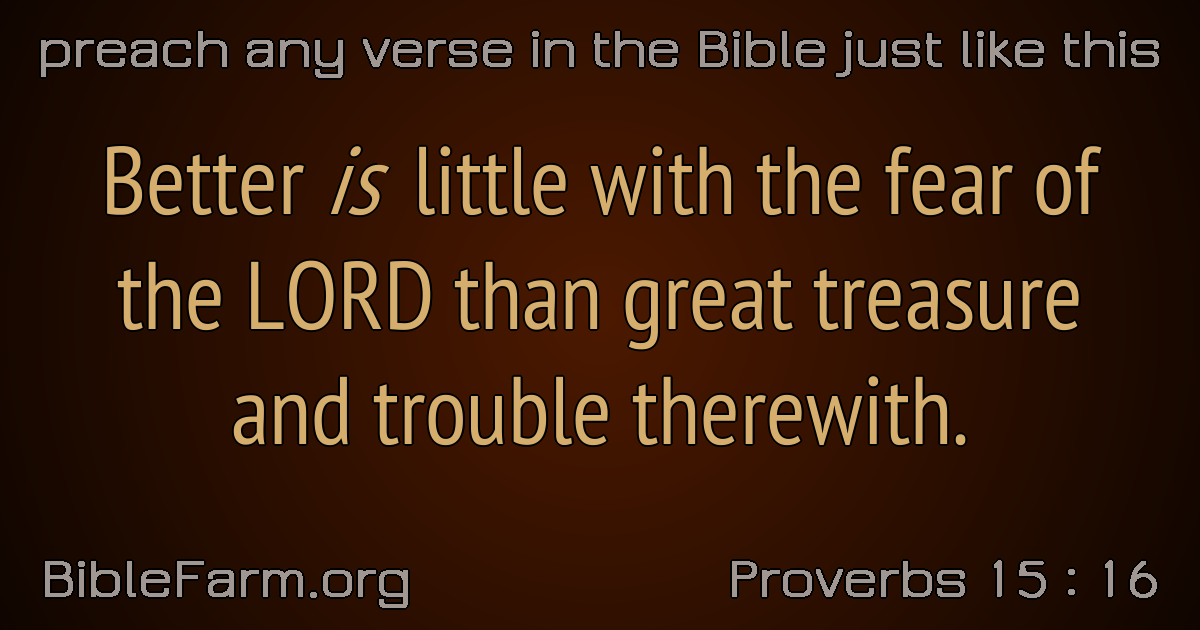 preach any verse in the Bible just like this
Better is little with the fear of
the LORD than great treasure
and trouble therewith.
BibleFarm.org
Proverbs 15 : 16